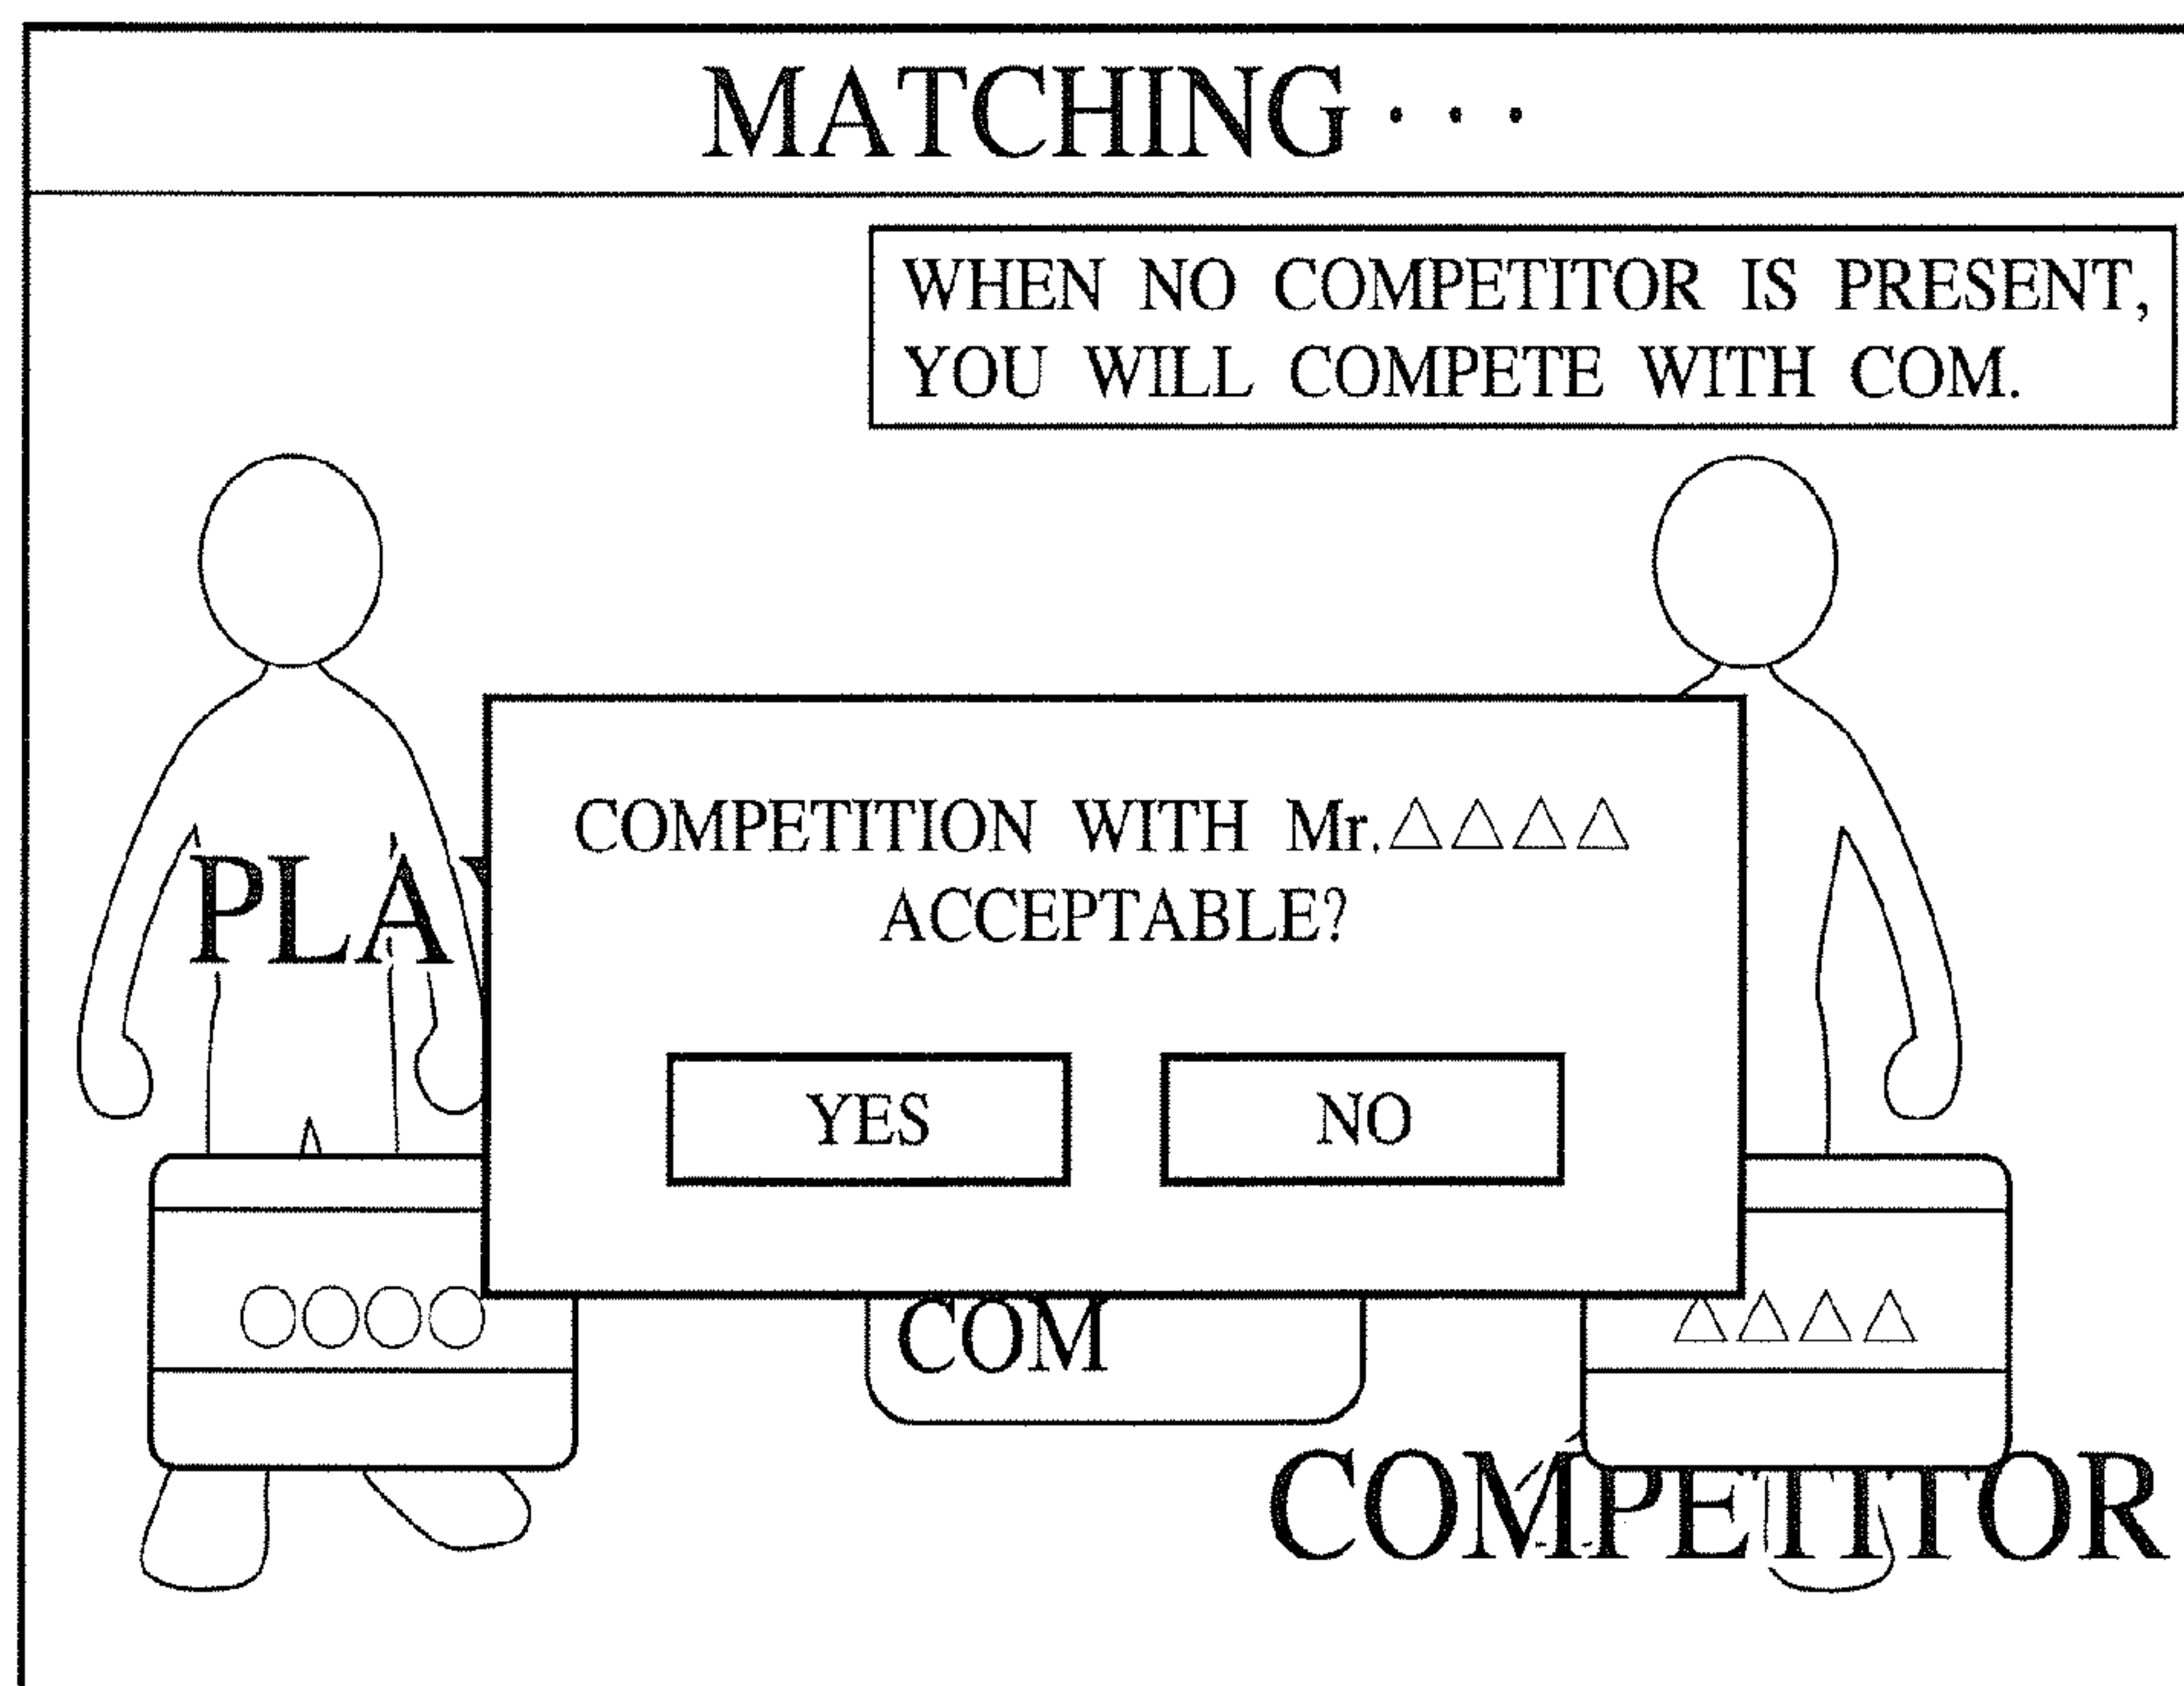 MATCHING · · ·
WHEN NO COMPETITOR IS PRESENT,
YOU WILL COMPETE WITH COM.
COMPETITION WITH Mr.△△△△
ACCEPTABLE?
PLAY
YES NO
○○○○
COM
△△△△
COMPETITOR